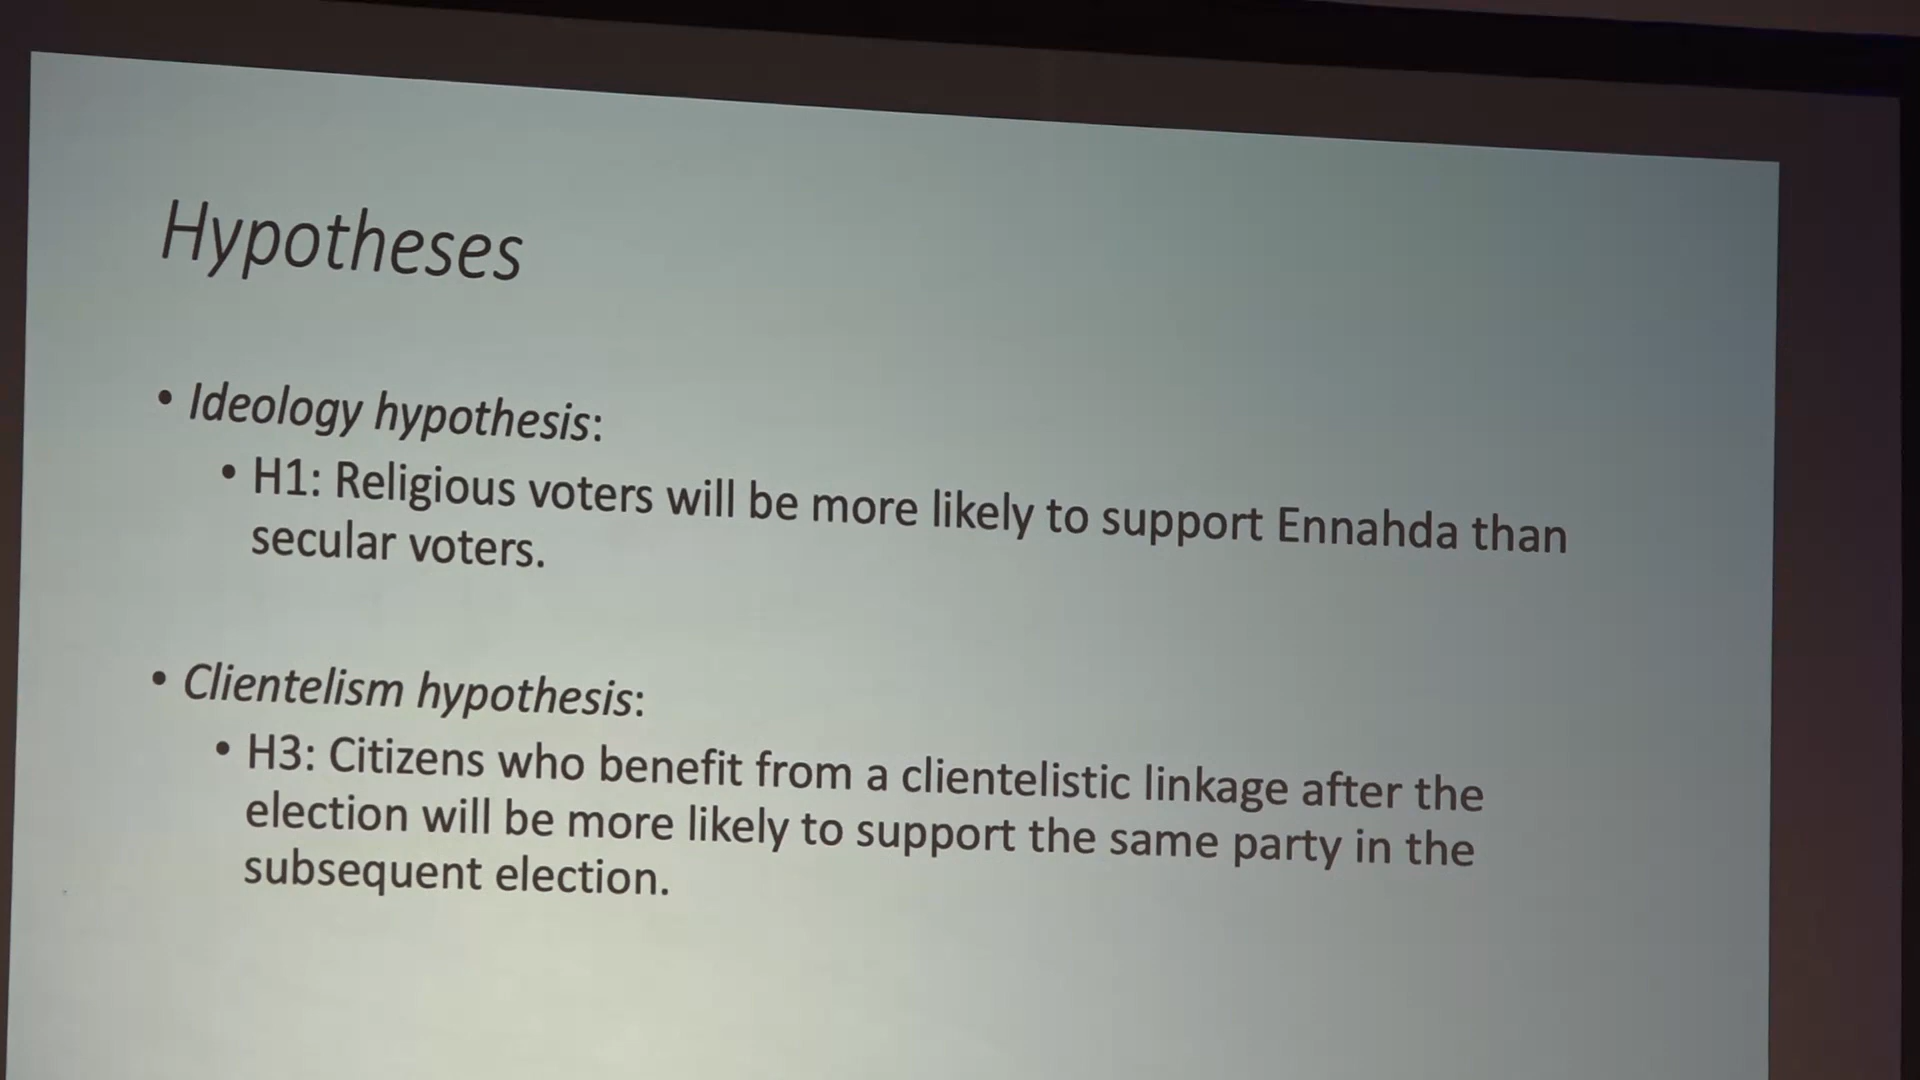 Hypotheses
• Ideology hypothesis:
• H1: Religious voters will be more likely to support Ennahda than
secular voters.
• Clientelism hypothesis:
• H3: Citizens who benefit from a clientelistic linkage after the
election will be more likely to support the same party in the
subsequent election.